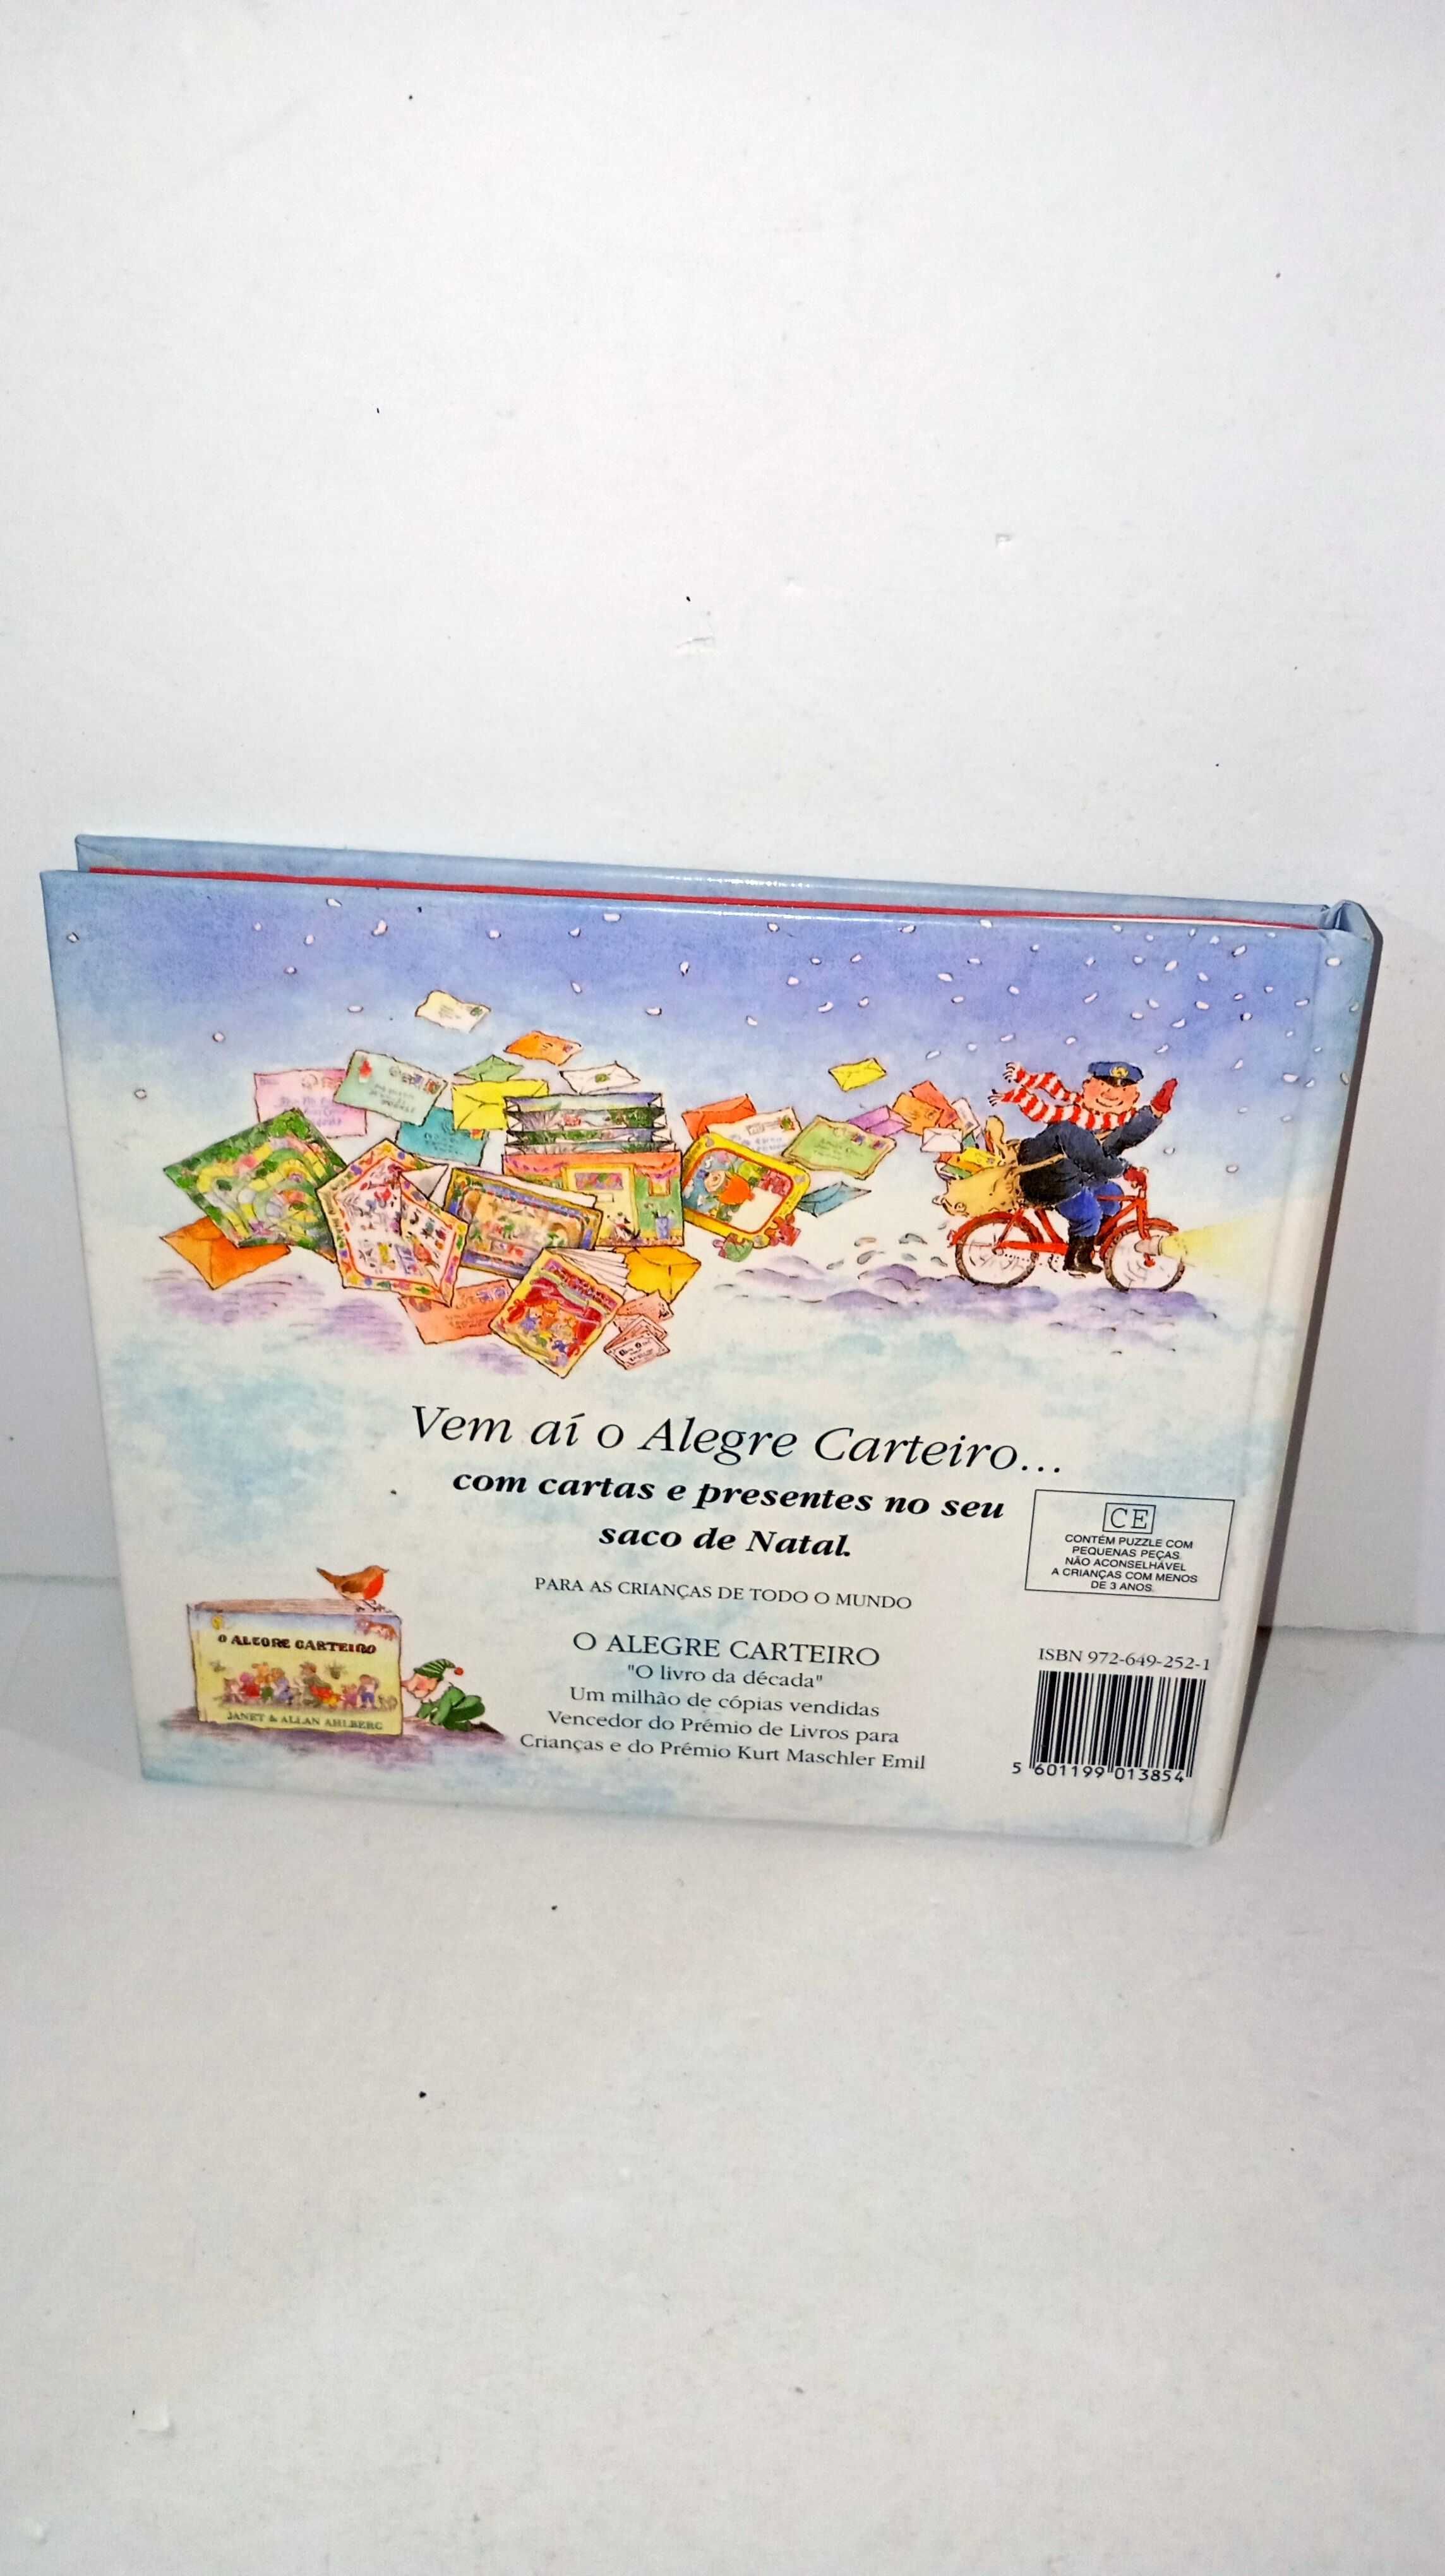 Vem aí o Alegre Carteiro...
com cartas e presentes no seu
saco de Natal.
PARA AS CRIANÇAS DE TODO O MUNDO
O ALEGRE CARTEIRO
"O livro da década"
Um milhão de cópias vendidas
Vencedor do Prémio de Livros para
Crianças e do Prémio Kurt Maschler Emil
O ALEGRE CARTEIRO
JANET & ALLAN AHLBERG
CE
CONTÉM PUZZLE COM
PEQUENAS PEÇAS
NÃO ACONSELHÁVEL
A CRIANÇAS COM MENOS
DE 3 ANOS.
ISBN 972-649-252-1
5 601199 013854